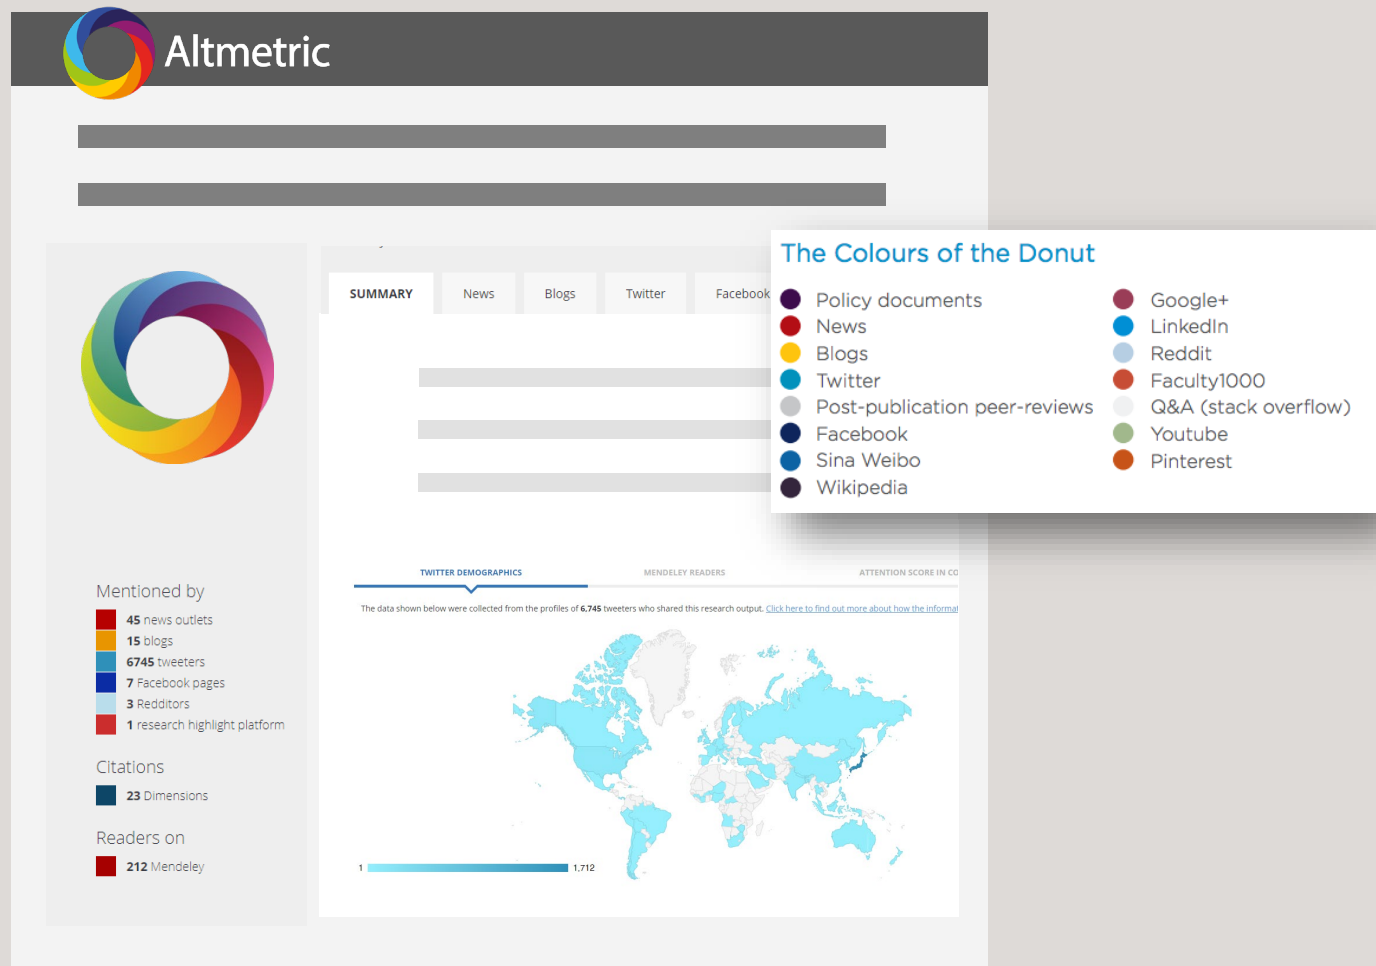 Altmetric
SUMMARY News Blogs Twitter Facebook
The Colours of the Donut
Policy documents
News
Blogs
Twitter
Post-publication peer-reviews
Facebook
Sina Weibo
Wikipedia
Google+
LinkedIn
Reddit
Faculty1000
Q&A (stack overflow)
Youtube
Pinterest
Mentioned by
45 news outlets
15 blogs
6745 tweeters
7 Facebook pages
3 Redditors
1 research highlight platform
Citations
23 Dimensions
Readers on
212 Mendeley
TWITTER DEMOGRAPHICS MENDELEY READERS ATTENTION SCORE IN CO
The data shown below were collected from the profiles of 6,745 tweeters who shared this research output. Click here to find out more about how the informat
1 1,712